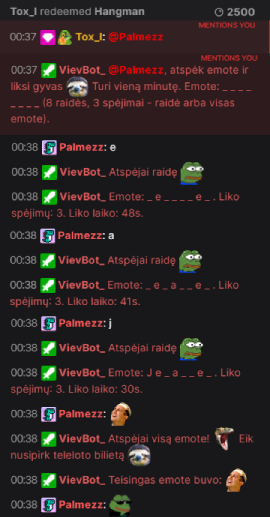 Tox_I redeemed Hangman 2500
MENTIONS YOU
00:37 Tox_I: @Palmezz
MENTIONS YOU
00:37 VievBot_ @Palmezz, atspėk emote ir
liksi gyvas Turi vieną minutę. Emote: _ _ _ _
_ _ _ _ (8 raidės, 3 spėjimai - raidė arba visas
emote).
00:38 Palmezz: e
00:38 VievBot_ Atspėjai raidę
00:38 VievBot_ Emote: _ e _ _ _ _ e _ . Liko
spėjimų: 3. Liko laiko: 48s.
00:38 Palmezz: a
00:38 VievBot_ Atspėjai raidę
00:38 VievBot_ Emote: _ e _ a _ _ e _ . Liko
spėjimų: 3. Liko laiko: 41s.
00:38 Palmezz: j
00:38 VievBot_ Atspėjai raidę
00:38 VievBot_ Emote: J e _ a _ _ e _ . Liko
spėjimų: 3. Liko laiko: 30s.
00:38 Palmezz:
00:38 VievBot_ Atspėjai visą emote! Eik
nusipirk teleloto bilietą
00:38 VievBot_ Teisingas emote buvo:
00:38 Palmezz: